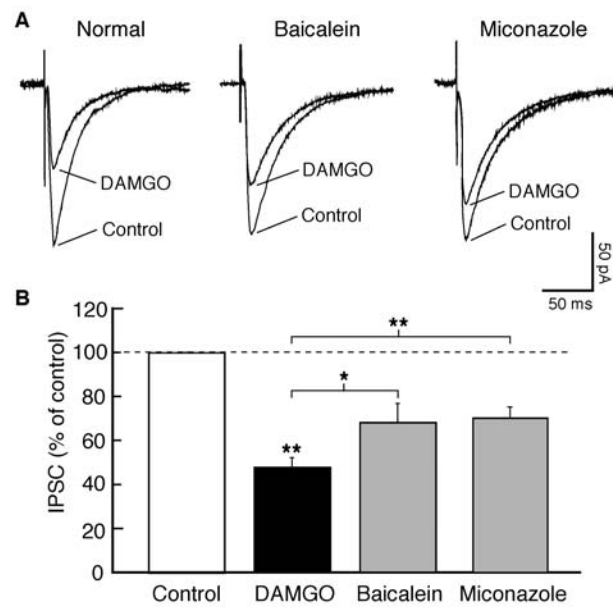 A
Normal
Baicalein
Miconazole
DAMGO
Control
DAMGO
Control
DAMGO
Control
50 pA
50 ms
B
IPSC (% of control)
120
100
80
60
40
20
0
**
*
**
Control
DAMGO
Baicalein
Miconazole